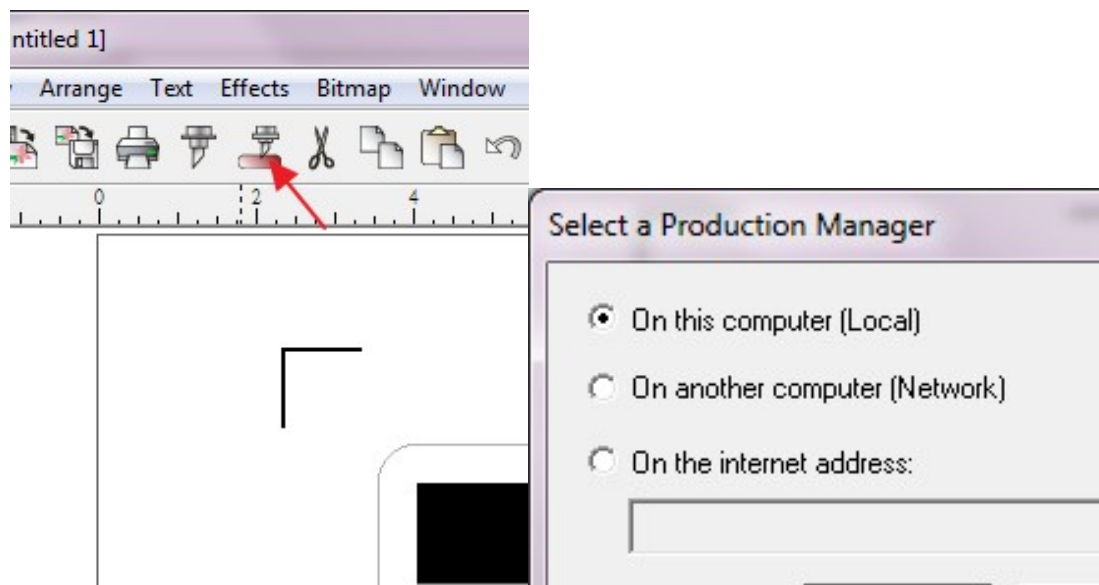 ntitled 1]
Arrange Text Effects Bitmap Window
0 2 4
Select a Production Manager
On this computer (Local)
On another computer (Network)
On the internet address: